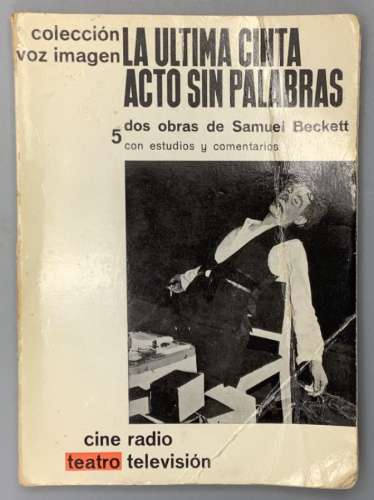 colección
voz imagen
LA ULTIMA CINTA
ACTO SIN PALABRAS
5 dos obras de Samuel Beckett
con estudios y comentarios
cine radio
teatro televisión